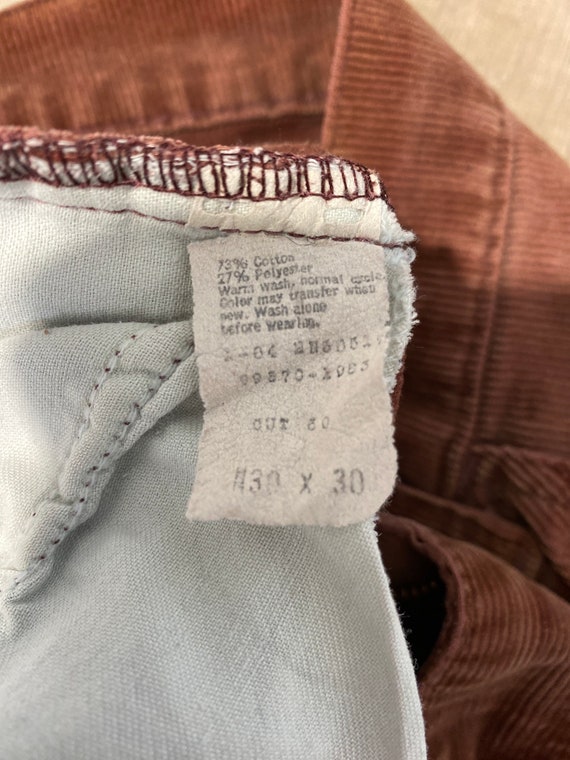 73% Cotton
27% Polyester
Warm wash, normal cycle.
Color may transfer when
new. Wash alone
before wearing.
CUT 20
W30 X 30